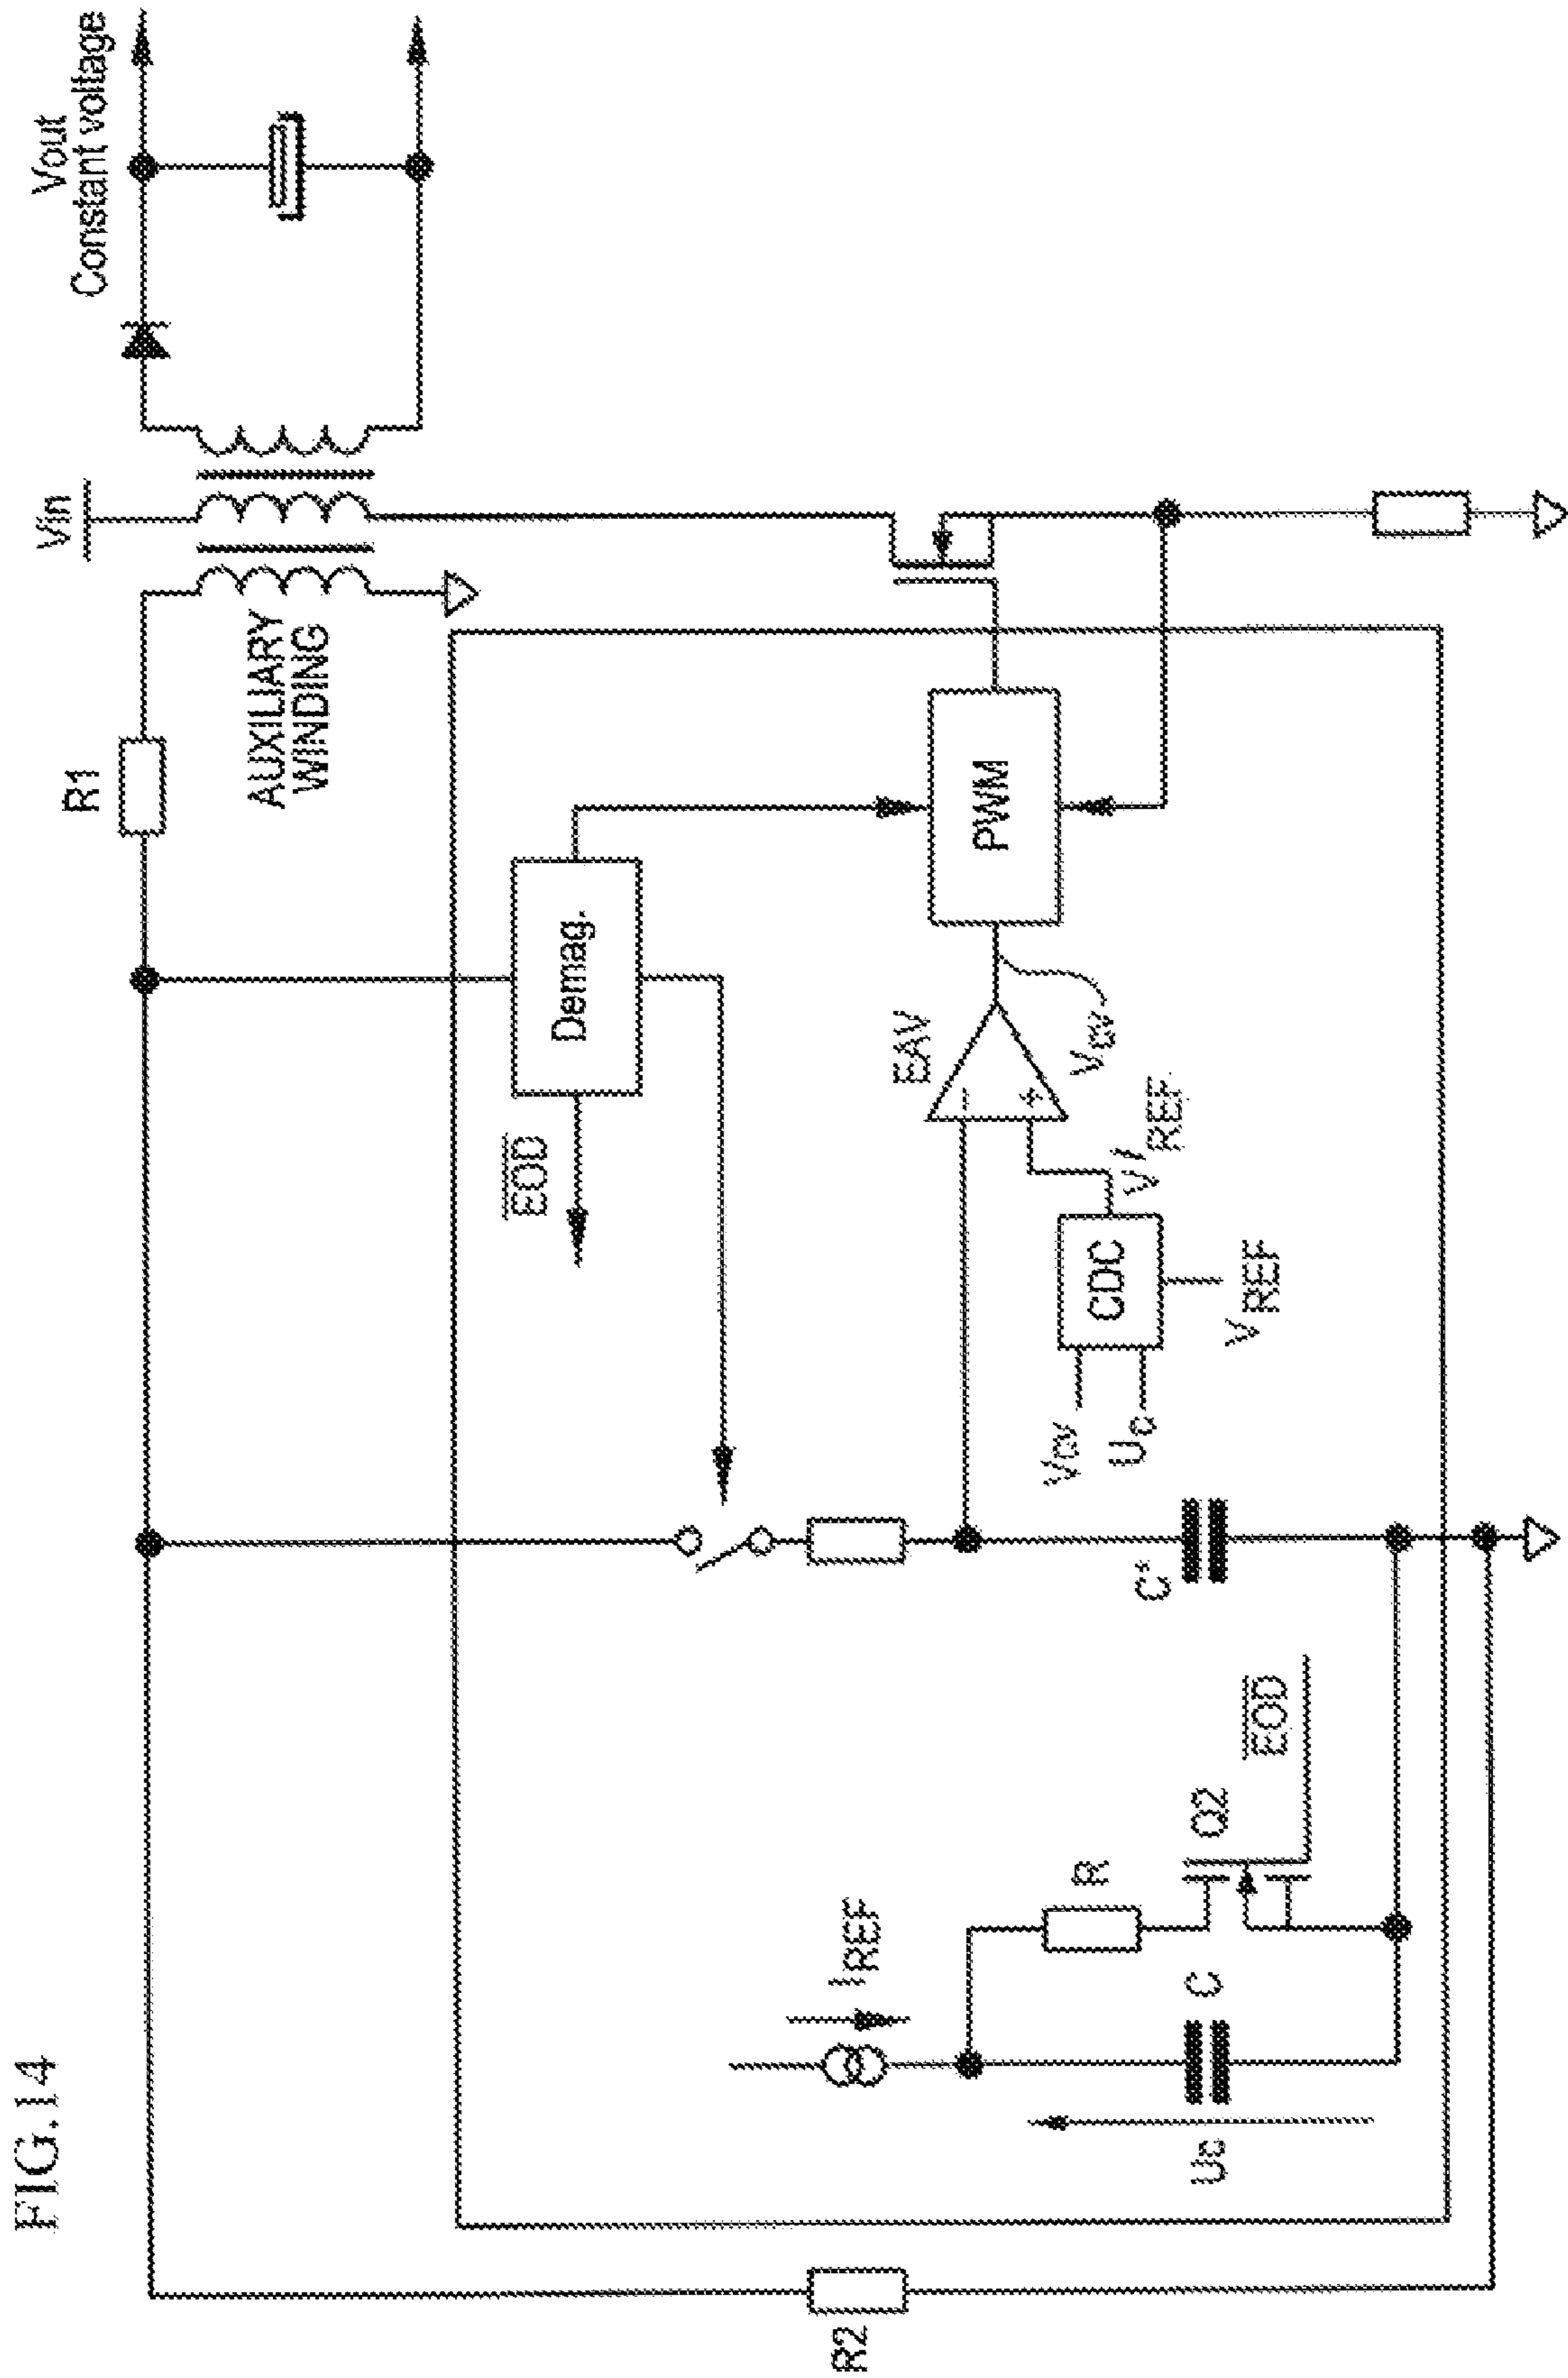 FIG.14
Vin
Vout
Constant voltage
R1
AUXILIARY
WINDING
Demag.
EOD
PWM
EAV
Vcv
V'REF
CDC
Vcv
Uc
VREF
C*
IREF
R
Q2
EOD
C
Uc
R2